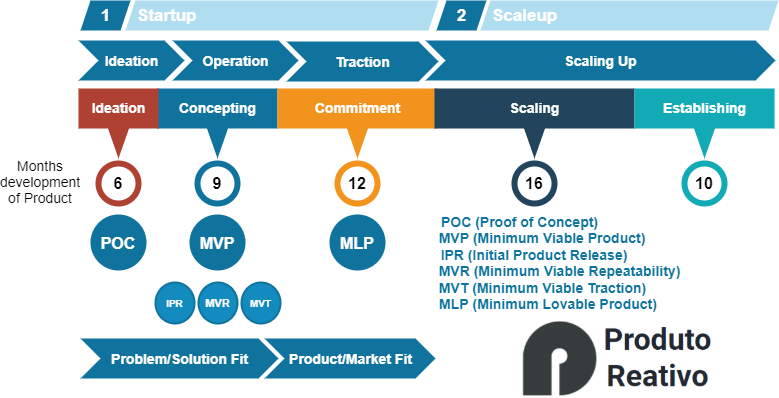 1 Startup 2 Scaleup
Ideation Operation Traction Scaling Up
Ideation Concepting Commitment Scaling Establishing
Months
development
of Product
6 9 12 16 10
POC MVP MLP
IPR MVR MVT
POC (Proof of Concept)
MVP (Minimum Viable Product)
IPR (Initial Product Release)
MVR (Minimum Viable Repeatability)
MVT (Minimum Viable Traction)
MLP (Minimum Lovable Product)
Problem/Solution Fit Product/Market Fit
Produto
Reativo